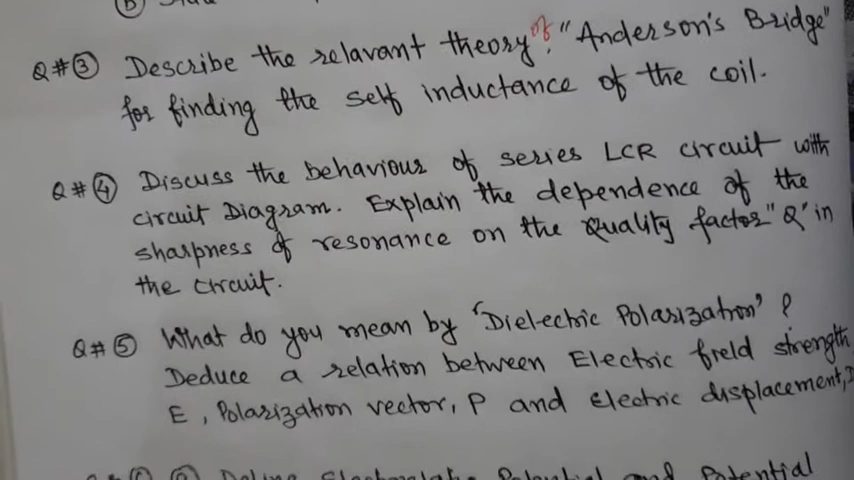 Q#③ Describe the relavant theory of "Anderson's Bridge"
for finding the self inductance of the coil.
Q#④ Discuss the behaviour of series LCR circuit with
circuit Diagram. Explain the dependence of the
sharpness of resonance on the Quality factor "Q" in
the circuit.
Q#⑤ What do you mean by 'Dielectric Polarization' ?
Deduce a relation between Electric field strength
E, Polarization vector, P and Electric displacement, D
Potential and Potential